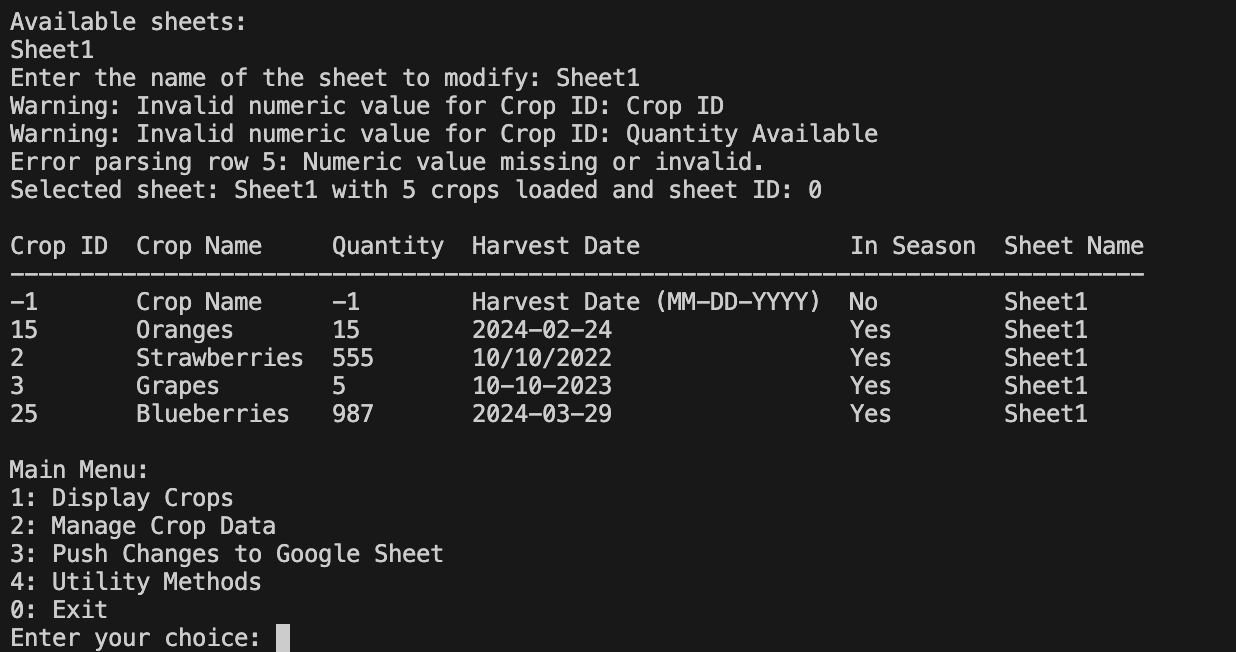 Available sheets:
Sheet1
Enter the name of the sheet to modify: Sheet1
Warning: Invalid numeric value for Crop ID: Crop ID
Warning: Invalid numeric value for Crop ID: Quantity Available
Error parsing row 5: Numeric value missing or invalid.
Selected sheet: Sheet1 with 5 crops loaded and sheet ID: 0
Crop ID  Crop Name     Quantity  Harvest Date               In Season  Sheet Name
---------------------------------------------------------------------------------
-1       Crop Name     -1        Harvest Date (MM-DD-YYYY)  No         Sheet1
15       Oranges       15        2024-02-24                 Yes        Sheet1
2        Strawberries  555       10/10/2022                 Yes        Sheet1
3        Grapes        5         10-10-2023                 Yes        Sheet1
25       Blueberries   987       2024-03-29                 Yes        Sheet1
Main Menu:
1: Display Crops
2: Manage Crop Data
3: Push Changes to Google Sheet
4: Utility Methods
0: Exit
Enter your choice: